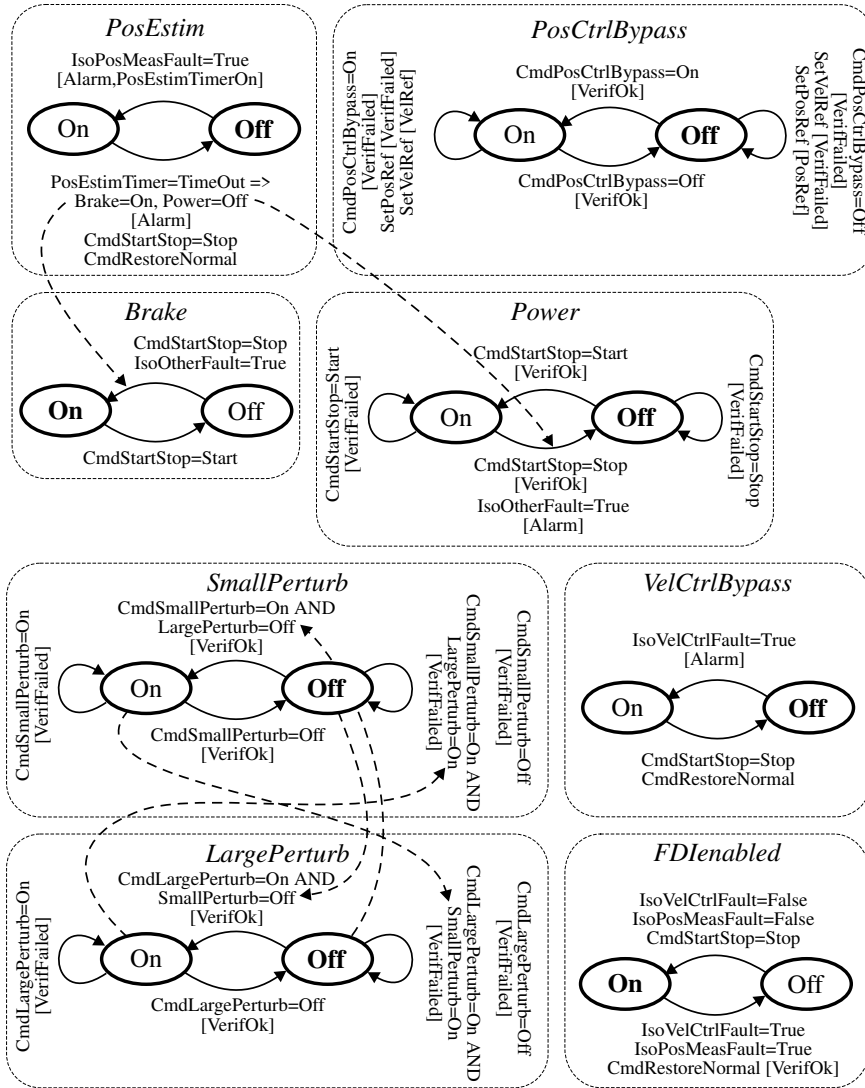 PosEstim
IsoPosMeasFault=True
[Alarm,PosEstimTimerOn]
On
Off
PosEstimTimer=TimeOut =>
Brake=On, Power=Off
[Alarm]
CmdStartStop=Stop
CmdRestoreNormal
PosCtrlBypass
CmdPosCtrlBypass=On
[VerifFailed]
SetPosRef [VerifFailed]
SetVelRef [VelRef]
CmdPosCtrlBypass=On
[VerifOk]
On
Off
CmdPosCtrlBypass=Off
[VerifOk]
CmdPosCtrlBypass=Off
[VerifFailed]
SetVelRef [VerifFailed]
SetPosRef [PosRef]
Brake
CmdStartStop=Stop
IsoOtherFault=True
On
Off
CmdStartStop=Start
Power
CmdStartStop=Start
[VerifFailed]
CmdStartStop=Start
[VerifOk]
On
Off
CmdStartStop=Stop
[VerifOk]
IsoOtherFault=True
[Alarm]
CmdStartStop=Stop
[VerifFailed]
SmallPerturb
CmdSmallPerturb=On
[VerifFailed]
CmdSmallPerturb=On AND
LargePerturb=Off
[VerifOk]
On
Off
CmdSmallPerturb=Off
[VerifOk]
CmdSmallPerturb=On AND
LargePerturb=On
[VerifFailed]
CmdSmallPerturb=Off
[VerifFailed]
VelCtrlBypass
IsoVelCtrlFault=True
[Alarm]
On
Off
CmdStartStop=Stop
CmdRestoreNormal
LargePerturb
CmdLargePerturb=On
[VerifFailed]
CmdLargePerturb=On AND
SmallPerturb=Off
[VerifOk]
On
Off
CmdLargePerturb=Off
[VerifOk]
CmdLargePerturb=On AND
SmallPerturb=On
[VerifFailed]
CmdLargePerturb=Off
[VerifFailed]
FDIenabled
IsoVelCtrlFault=False
IsoPosMeasFault=False
CmdStartStop=Stop
On
Off
IsoVelCtrlFault=True
IsoPosMeasFault=True
CmdRestoreNormal [VerifOk]